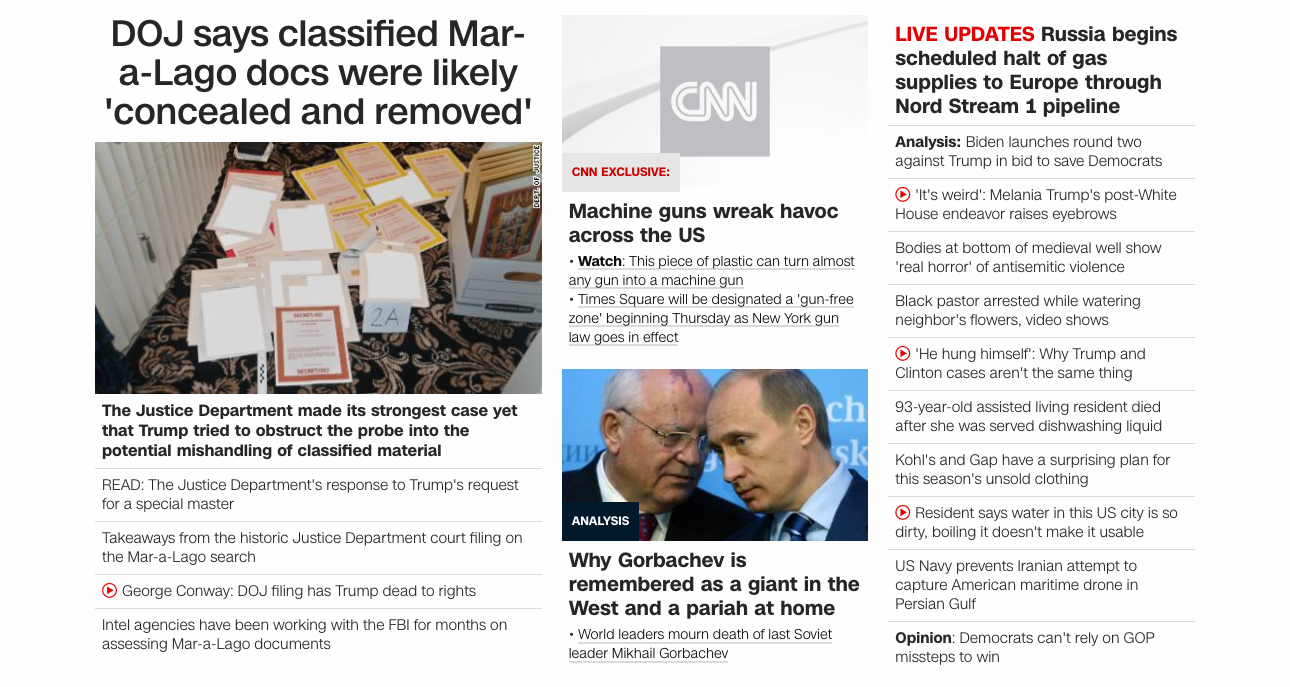 DOJ says classified Mar-
a-Lago docs were likely
'concealed and removed'
DEPT. OF JUSTICE
2A
The Justice Department made its strongest case yet
that Trump tried to obstruct the probe into the
potential mishandling of classified material
READ: The Justice Department's response to Trump's request
for a special master
Takeaways from the historic Justice Department court filing on
the Mar-a-Lago search
George Conway: DOJ filing has Trump dead to rights
Intel agencies have been working with the FBI for months on
assessing Mar-a-Lago documents
CNN
CNN EXCLUSIVE:
Machine guns wreak havoc
across the US
• Watch: This piece of plastic can turn almost
any gun into a machine gun
• Times Square will be designated a 'gun-free
zone' beginning Thursday as New York gun
law goes in effect
ANALYSIS
Why Gorbachev is
remembered as a giant in the
West and a pariah at home
• World leaders mourn death of last Soviet
leader Mikhail Gorbachev
LIVE UPDATES Russia begins
scheduled halt of gas
supplies to Europe through
Nord Stream 1 pipeline
Analysis: Biden launches round two
against Trump in bid to save Democrats
'It's weird': Melania Trump's post-White
House endeavor raises eyebrows
Bodies at bottom of medieval well show
'real horror' of antisemitic violence
Black pastor arrested while watering
neighbor's flowers, video shows
'He hung himself': Why Trump and
Clinton cases aren't the same thing
93-year-old assisted living resident died
after she was served dishwashing liquid
Kohl's and Gap have a surprising plan for
this season's unsold clothing
Resident says water in this US city is so
dirty, boiling it doesn't make it usable
US Navy prevents Iranian attempt to
capture American maritime drone in
Persian Gulf
Opinion: Democrats can't rely on GOP
missteps to win